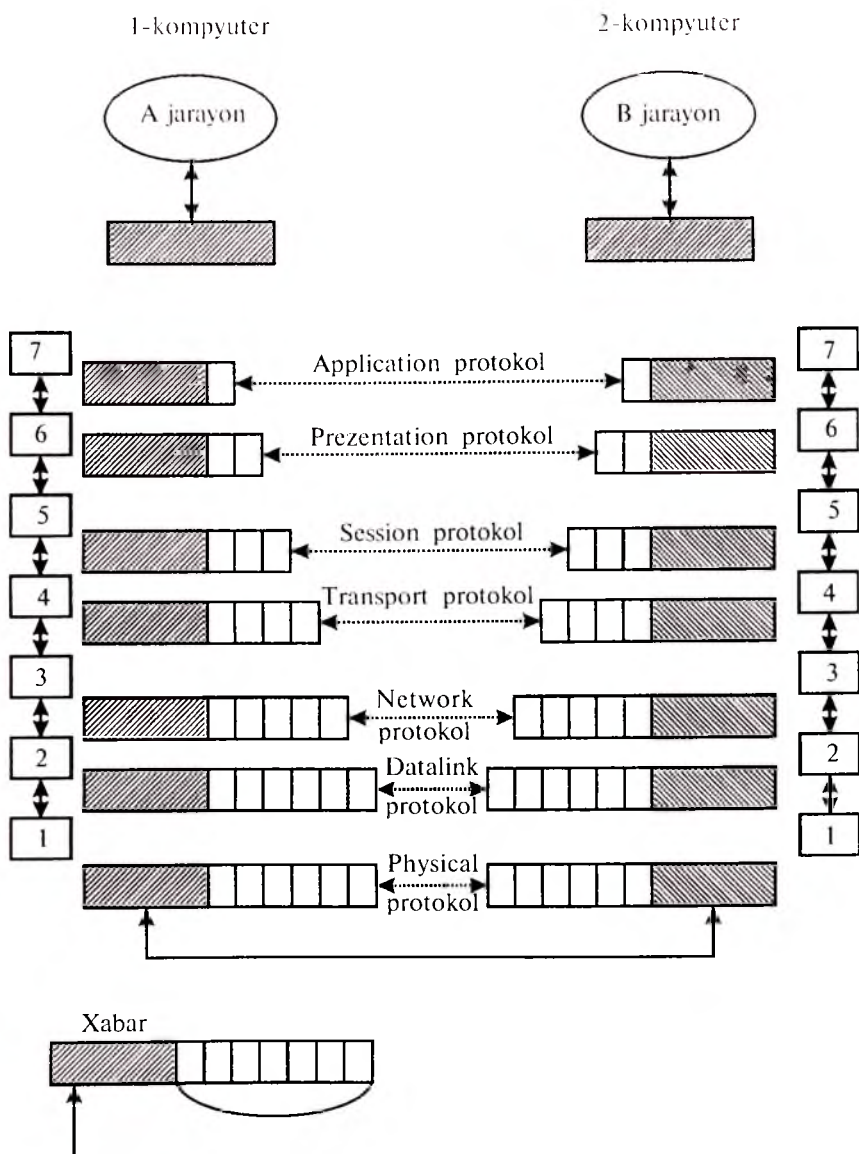 1-kompyuter
2-kompyuter
A jarayon
B jarayon
7
7
Application protokol
6
6
Prezentation protokol
5
5
Session protokol
4
4
Transport protokol
3
3
Network
protokol
2
2
Datalink
protokol
1
1
Physical
protokol
Xabar